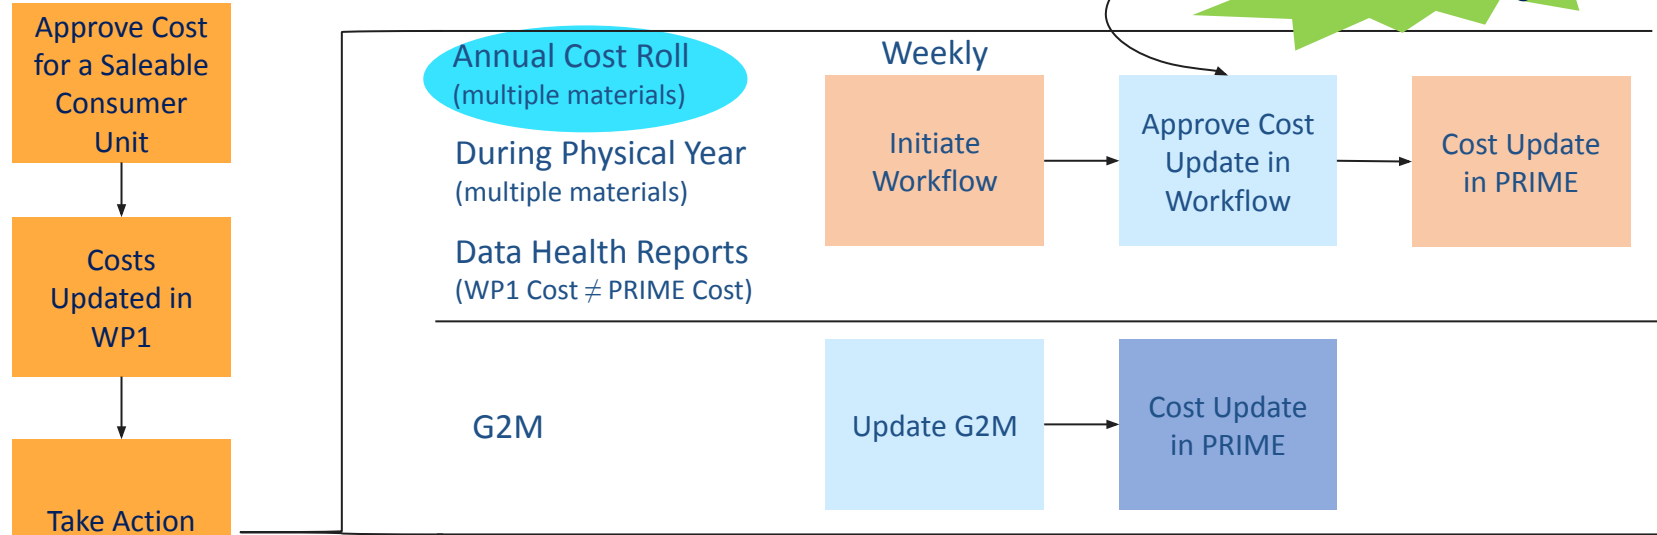 Approve Cost
for a Saleable
Consumer
Unit
Costs
Updated in
WP1
Take Action
Annual Cost Roll
(multiple materials)
During Physical Year
(multiple materials)
Data Health Reports
(WP1 Cost ≠ PRIME Cost)
Weekly
Initiate
Workflow
Approve Cost
Update in
Workflow
Cost Update
in PRIME
G2M
Update G2M
Cost Update
in PRIME